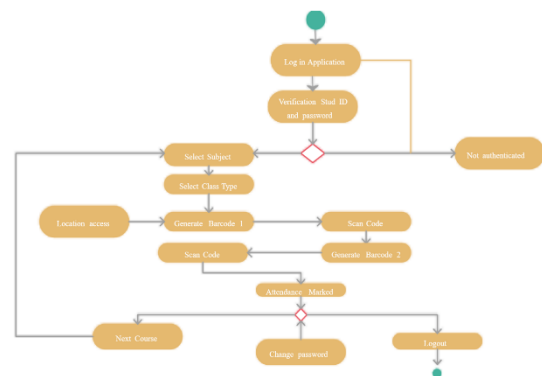 Log in Application
Verification Stud ID
and password
Select Subject
Not authenticated
Select Class Type
Location access
Generate Barcode 1
Scan Code
Scan Code
Generate Barcode 2
Attendence Marked
Next Course
Change password
Logout